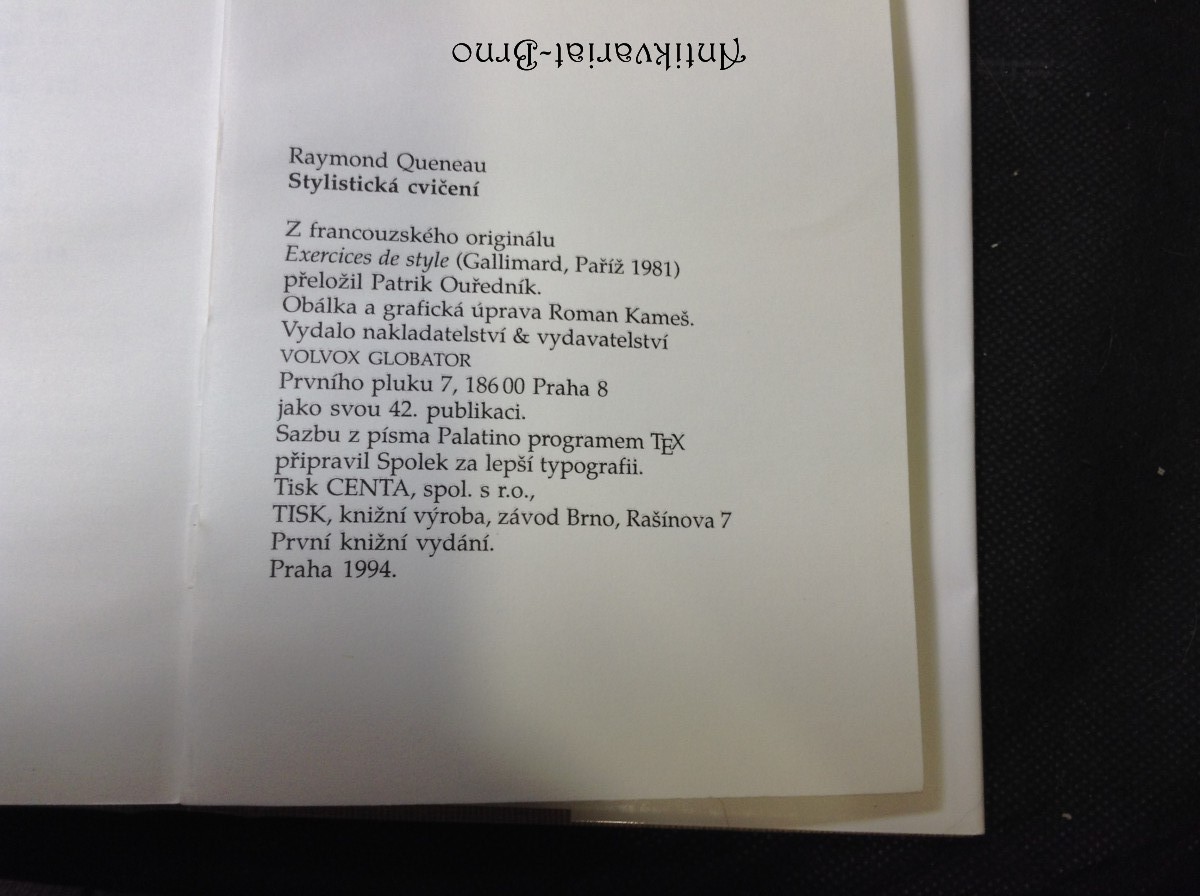 Antikvariat-Brno
Raymond Queneau
Stylistická cvičení
Z francouzského originálu
Exercices de style (Gallimard, Paříž 1981)
přeložil Patrik Ouředník.
Obálka a grafická úprava Roman Kameš.
Vydalo nakladatelství & vydavatelství
VOLVOX GLOBATOR
Prvního pluku 7, 186 00 Praha 8
jako svou 42. publikaci.
Sazbu z písma Palatino programem TEX
připravil Spolek za lepší typografii.
Tisk CENTA, spol. s r.o.,
TISK, knižní výroba, závod Brno, Rašínova 7
První knižní vydání.
Praha 1994.